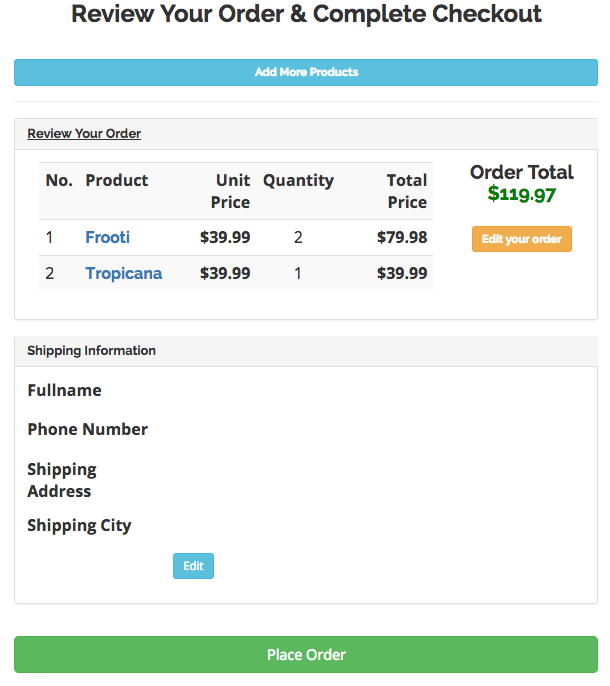 Review Your Order & Complete Checkout
Add More Products
Review Your Order
No. Product Unit Price Quantity Total Price
1 Frooti $39.99 2 $79.98
2 Tropicana $39.99 1 $39.99
Order Total
$119.97
Edit your order
Shipping Information
Fullname
Phone Number
Shipping
Address
Shipping City
Edit
Place Order